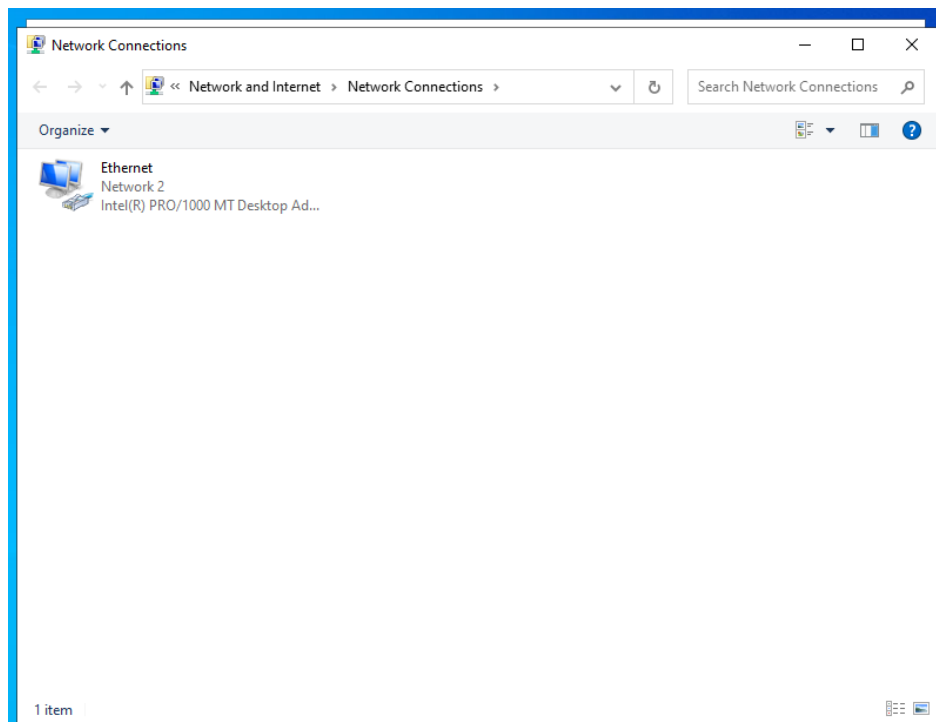 Network Connections
« Network and Internet › Network Connections ›
Search Network Connections
Organize
?
Ethernet
Network 2
Intel(R) PRO/1000 MT Desktop Ad...
1 item